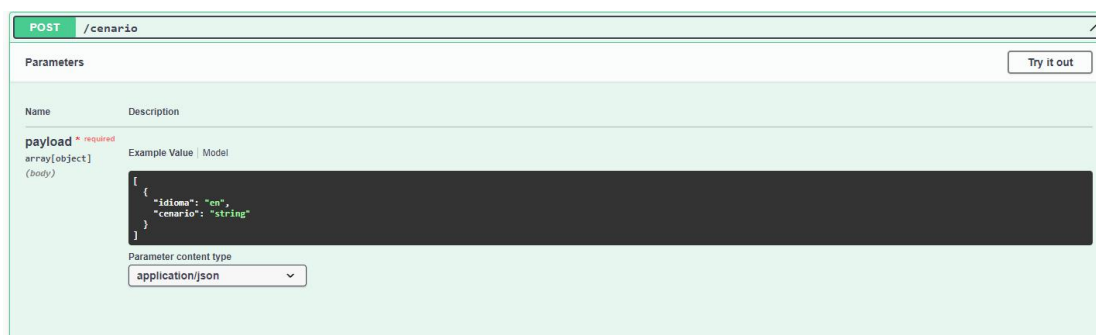 POST /cenario
Parameters
Try it out
Name Description
payload * required
array[object]
(body)
Example Value | Model
[
{
"idioma": "en",
"cenario": "string"
}
]
Parameter content type
application/json